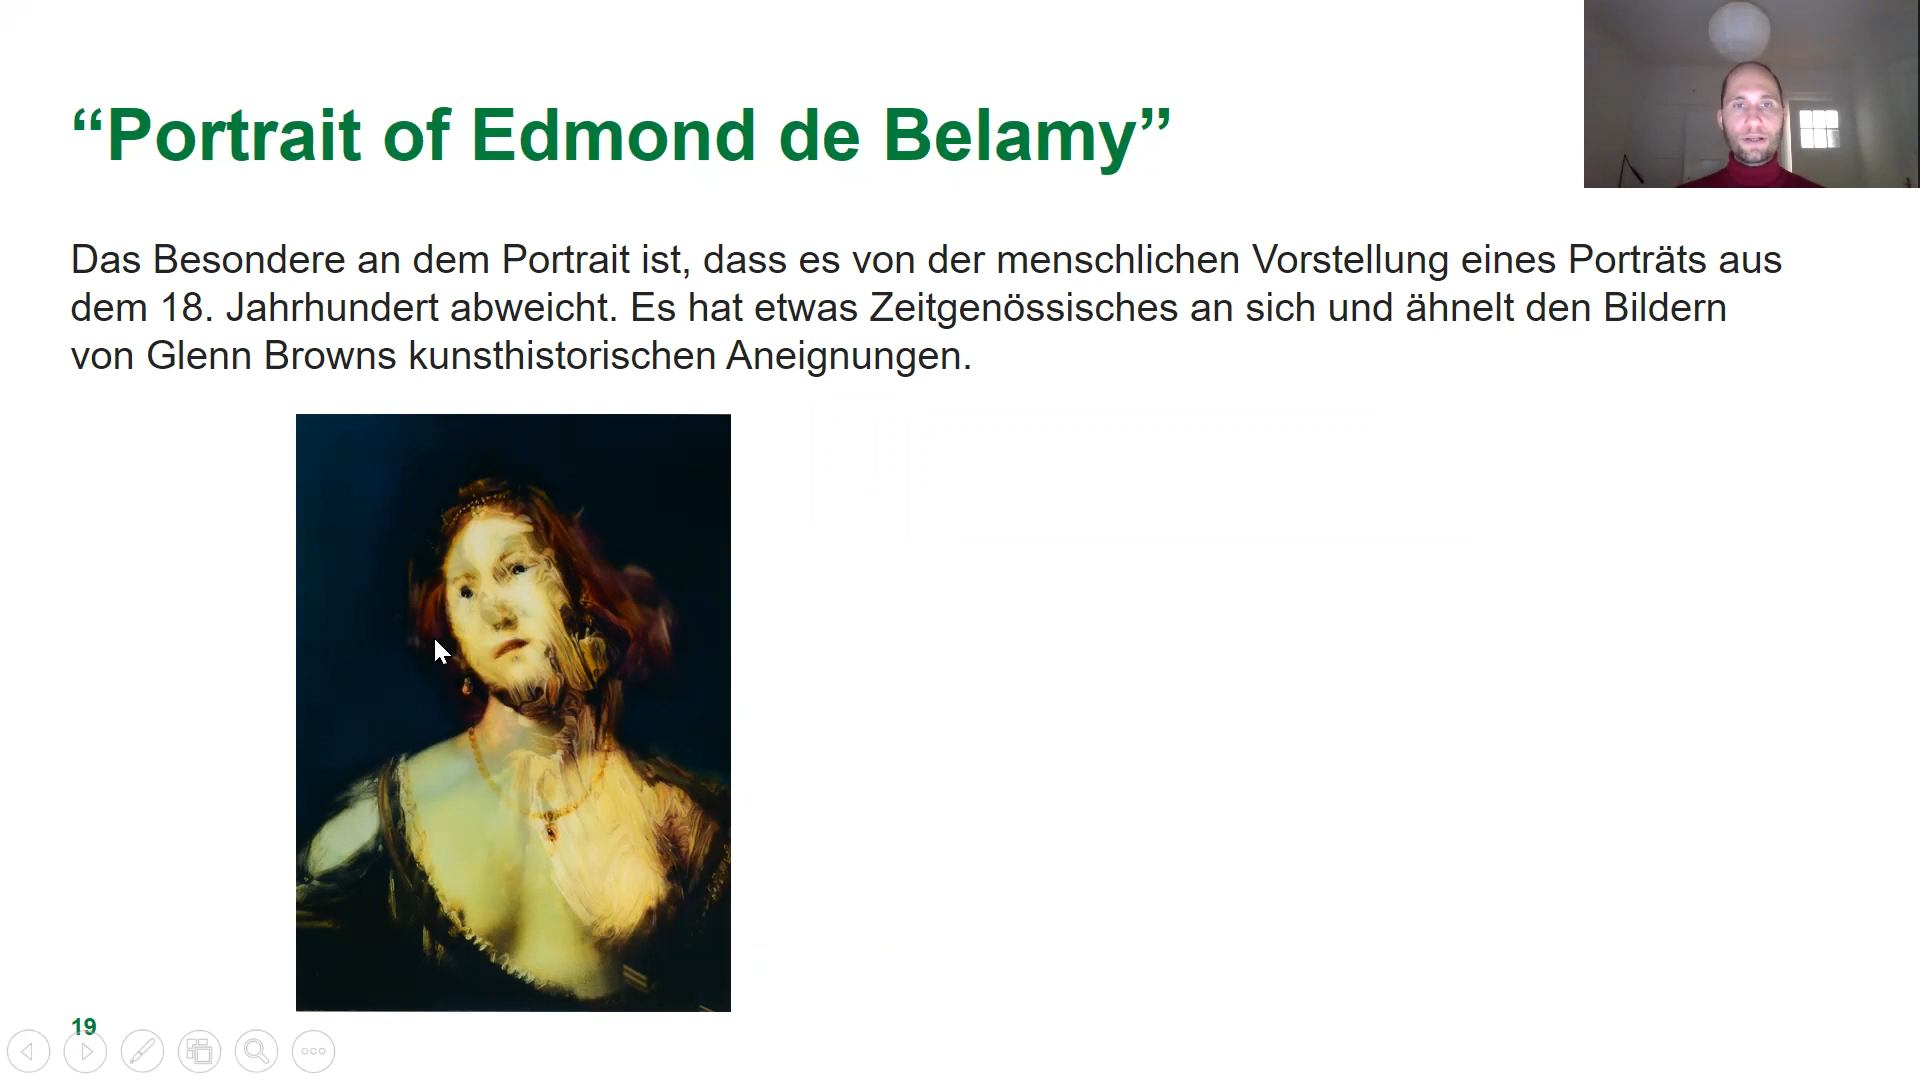 “Portrait of Edmond de Belamy”
Das Besondere an dem Portrait ist, dass es von der menschlichen Vorstellung eines Porträts aus
dem 18. Jahrhundert abweicht. Es hat etwas Zeitgenössisches an sich und ähnelt den Bildern
von Glenn Browns kunsthistorischen Aneignungen.
19